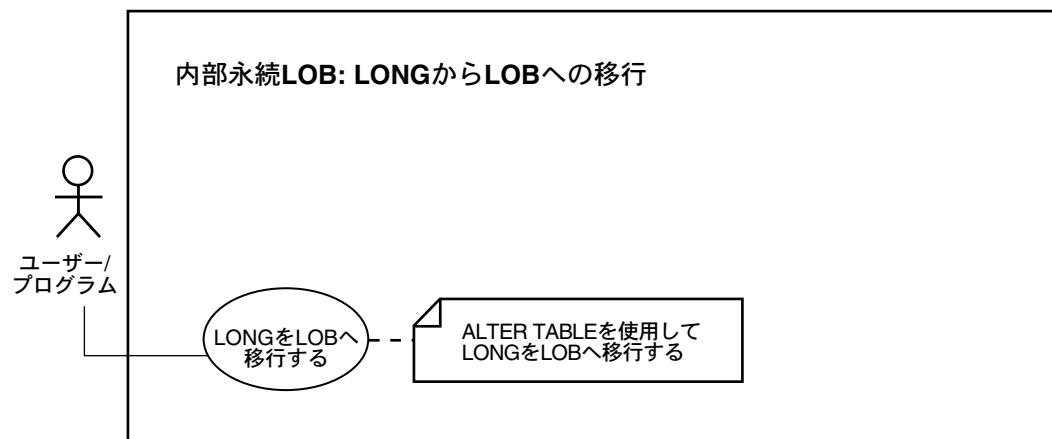 内部永続LOB: LONGからLOBへの移行
ユーザー/
プログラム
LONGをLOBへ
移行する
ALTER TABLEを使用して
LONGをLOBへ移行する